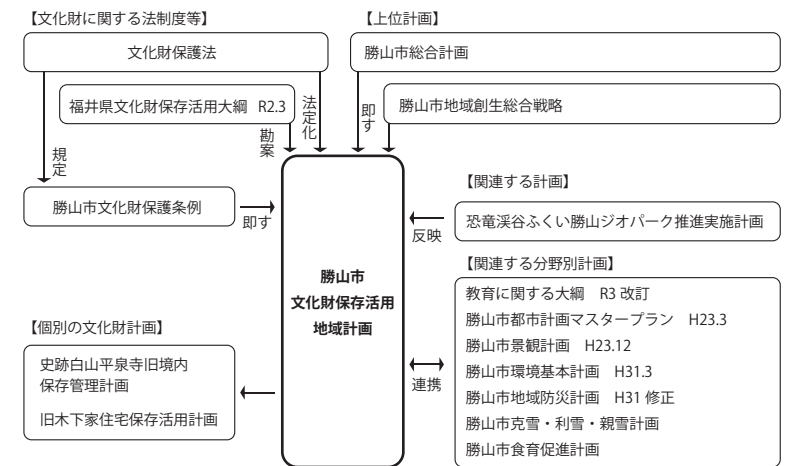 【文化財に関する法制度等】
文化財保護法
福井県文化財保存活用大綱　R2.3
法定化
勘案
規定
勝山市文化財保護条例
即す
【上位計画】
勝山市総合計画
即す
勝山市地域創生総合戦略
勝山市
文化財保存活用
地域計画
【関連する計画】
恐竜渓谷ふくい勝山ジオパーク推進実施計画
反映
【関連する分野別計画】
教育に関する大綱　R3 改訂
勝山市都市計画マスタープラン　H23.3
勝山市景観計画　H23.12
勝山市環境基本計画　H31.3
勝山市地域防災計画　H31 修正
勝山市克雪・利雪・親雪計画
勝山市食育促進計画
連携
【個別の文化財計画】
史跡白山平泉寺旧境内
保存管理計画
旧木下家住宅保存活用計画